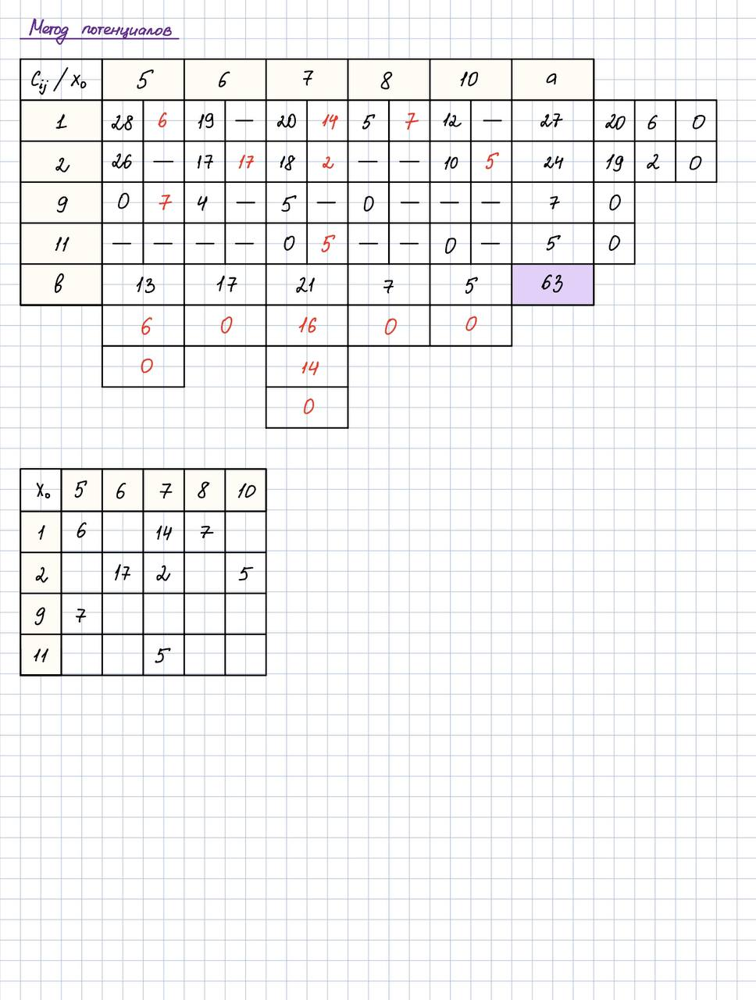 Метод потенциалов
Cij / x₀ 5 6 7 8 10 a
1 28 6 19 — 20 14 5 7 12 — 27 20 6 0
2 26 — 17 17 18 2 — — 10 5 24 19 2 0
9 0 7 4 — 5 — 0 — — — 7 0
11 — — — — 0 5 — — 0 — 5 0
в 13 17 21 7 5 63
6 0 16 0 0
0 14
0
X₀ 5 6 7 8 10
1 6 14 7
2 17 2 5
9 7
11 5